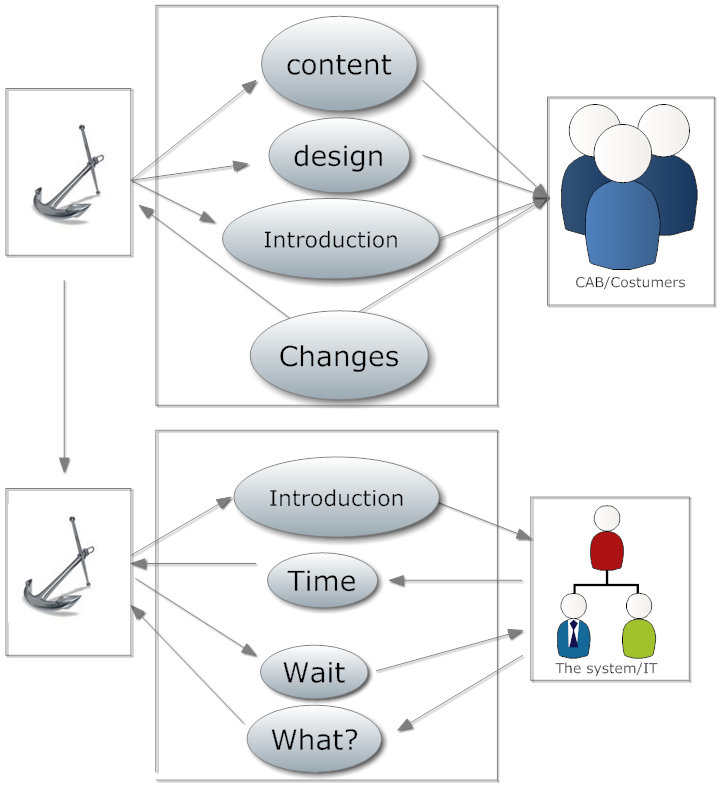 content
design
Introduction
CAB/Costumers
Changes
Introduction
Time
Wait
The system/IT
What?